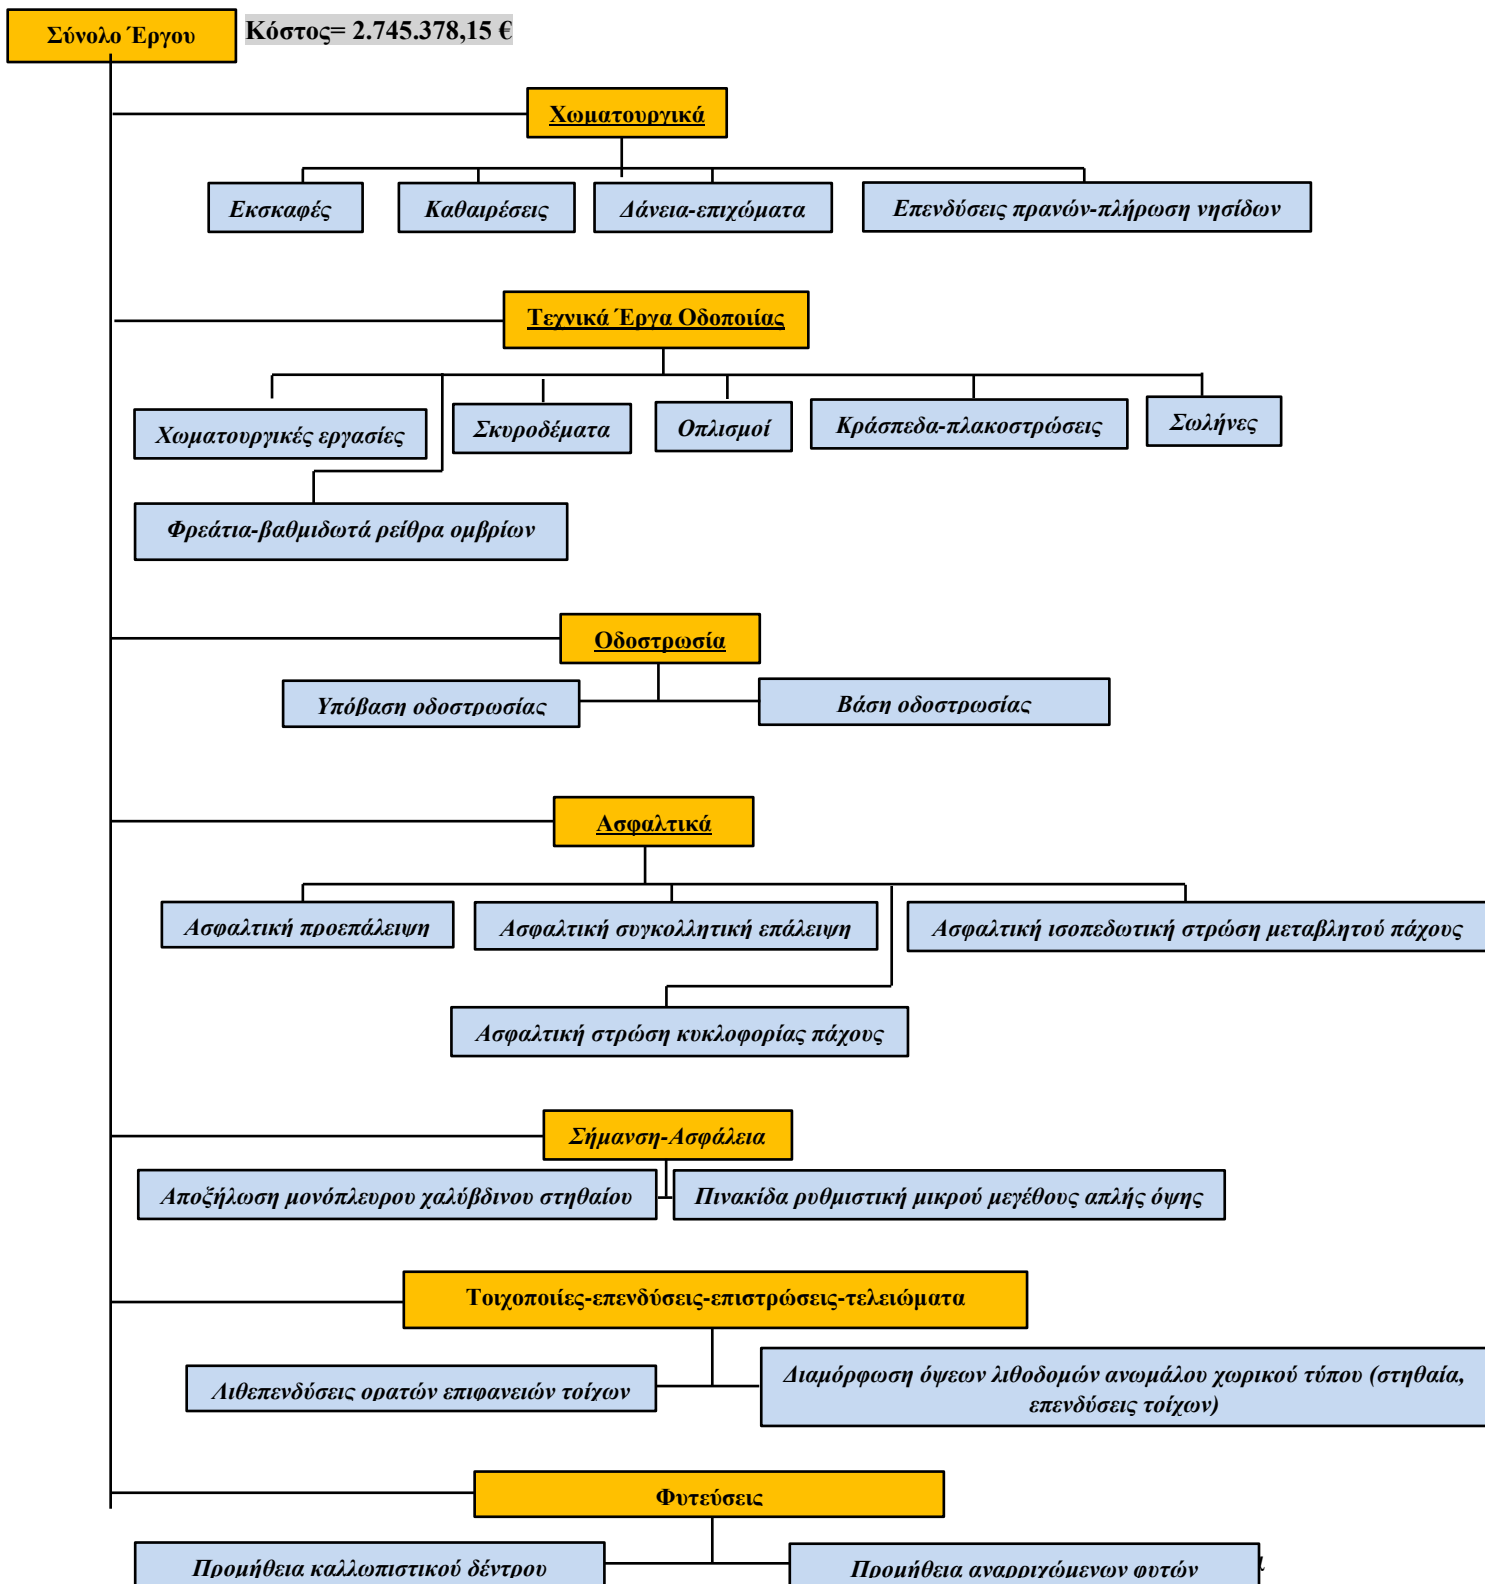 Σύνολο Έργου
Κόστος= 2.745.378,15 €
Χωματουργικά
Εκσκαφές
Καθαιρέσεις
Δάνεια-επιχώματα
Επενδύσεις πρανών-πλήρωση νησίδων
Τεχνικά Έργα Οδοποιίας
Χωματουργικές εργασίες
Σκυροδέματα
Οπλισμοί
Κράσπεδα-πλακοστρώσεις
Σωλήνες
Φρεάτια-βαθμιδωτά ρείθρα ομβρίων
Οδοστρωσία
Υπόβαση οδοστρωσίας
Βάση οδοστρωσίας
Ασφαλτικά
Ασφαλτική προεπάλειψη
Ασφαλτική συγκολλητική επάλειψη
Ασφαλτική ισοπεδωτική στρώση μεταβλητού πάχους
Ασφαλτική στρώση κυκλοφορίας πάχους
Σήμανση-Ασφάλεια
Αποξήλωση μονόπλευρου χαλύβδινου στηθαίου
Πινακίδα ρυθμιστική μικρού μεγέθους απλής όψης
Τοιχοποιίες-επενδύσεις-επιστρώσεις-τελειώματα
Λιθεπενδύσεις ορατών επιφανειών τοίχων
Διαμόρφωση όψεων λιθοδομών ανωμάλου χωρικού τύπου (στηθαία,
επενδύσεις τοίχων)
Φυτεύσεις
Προμήθεια καλλωπιστικού δέντρου
Προμήθεια αναρριχώμενων φυτών